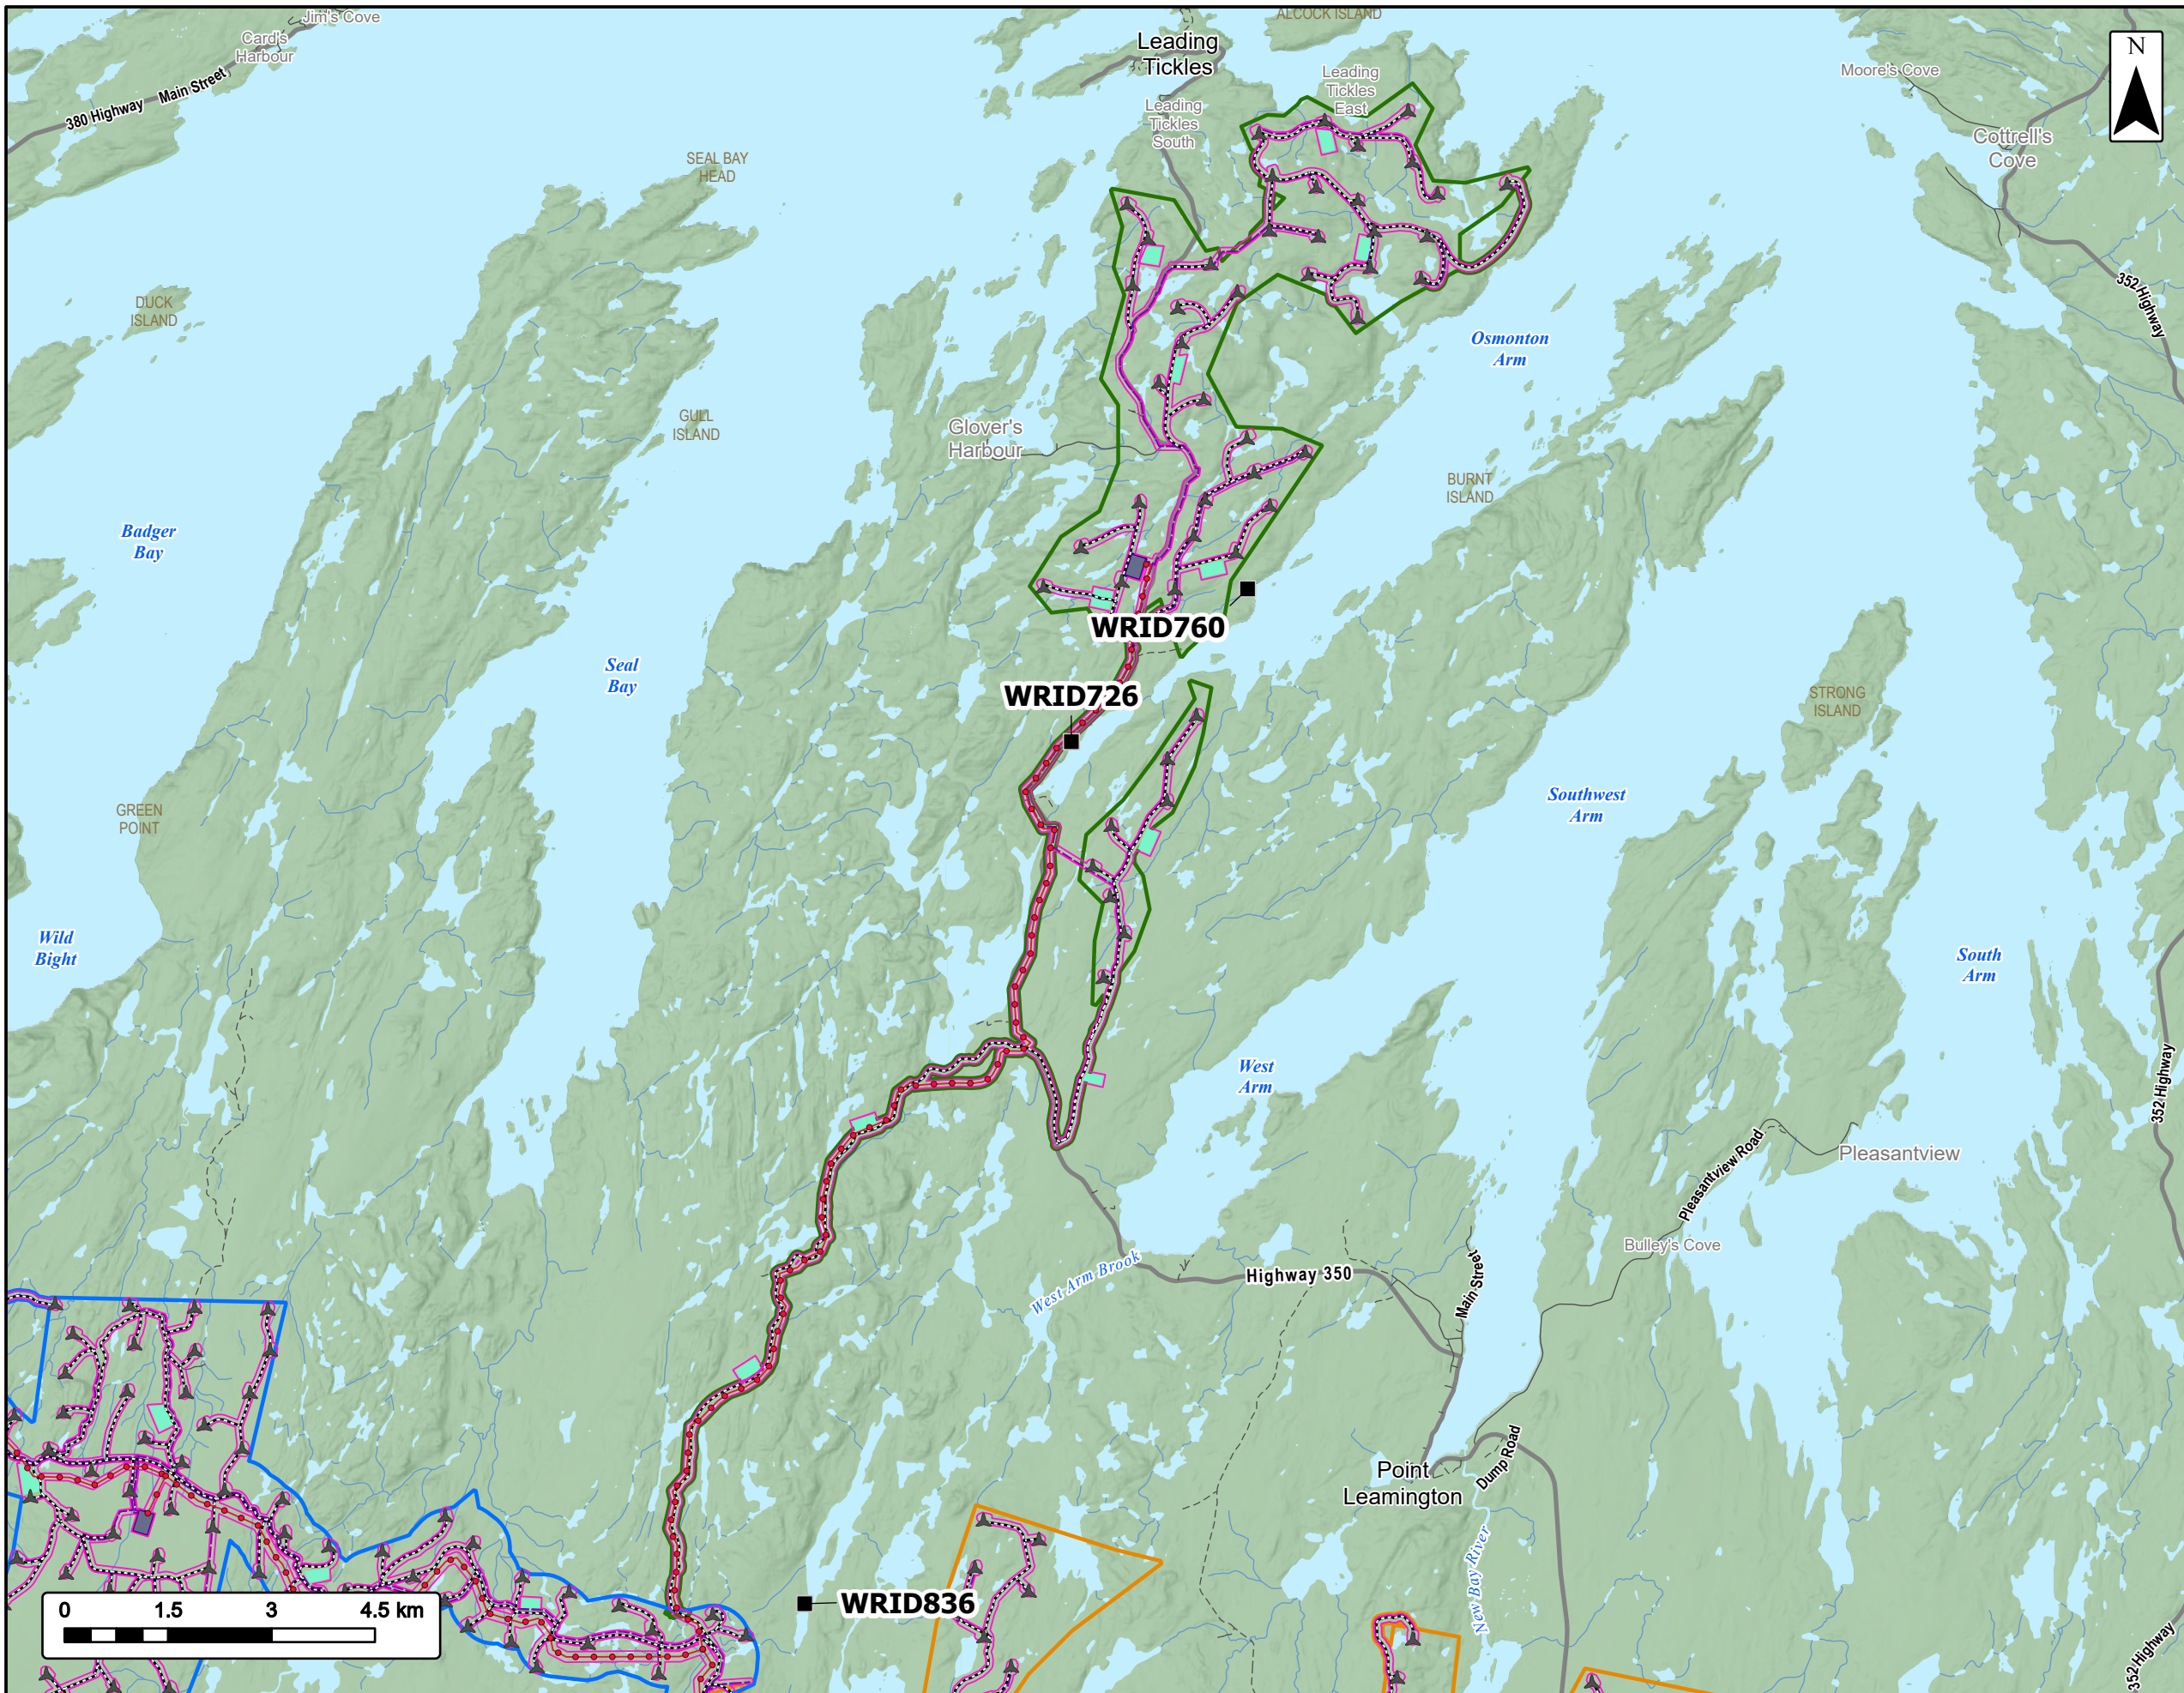 Jim's Cove
Card's
Harbour
380 Highway
Main Street
ALCOCK ISLAND
Leading
Tickles
Leading
Tickles
East
Leading
Tickles
South
Moore's Cove
Cottrell's
Cove
N
SEAL BAY
HEAD
352 Highway
DUCK
ISLAND
Osmonton
Arm
GULL
ISLAND
Glover's
Harbour
BURNT
ISLAND
Badger
Bay
WRID760
Seal
Bay
WRID726
STRONG
ISLAND
Southwest
Arm
GREEN
POINT
Wild
Bight
South
Arm
West
Arm
352 Highway
Pleasantview Road
Pleasantview
Bulley's Cove
West Arm Brook
Highway 350
Main Street
Point
Leamington
Dump Road
New Bay River
WRID836
352 Highway
0 1.5 3 4.5 km